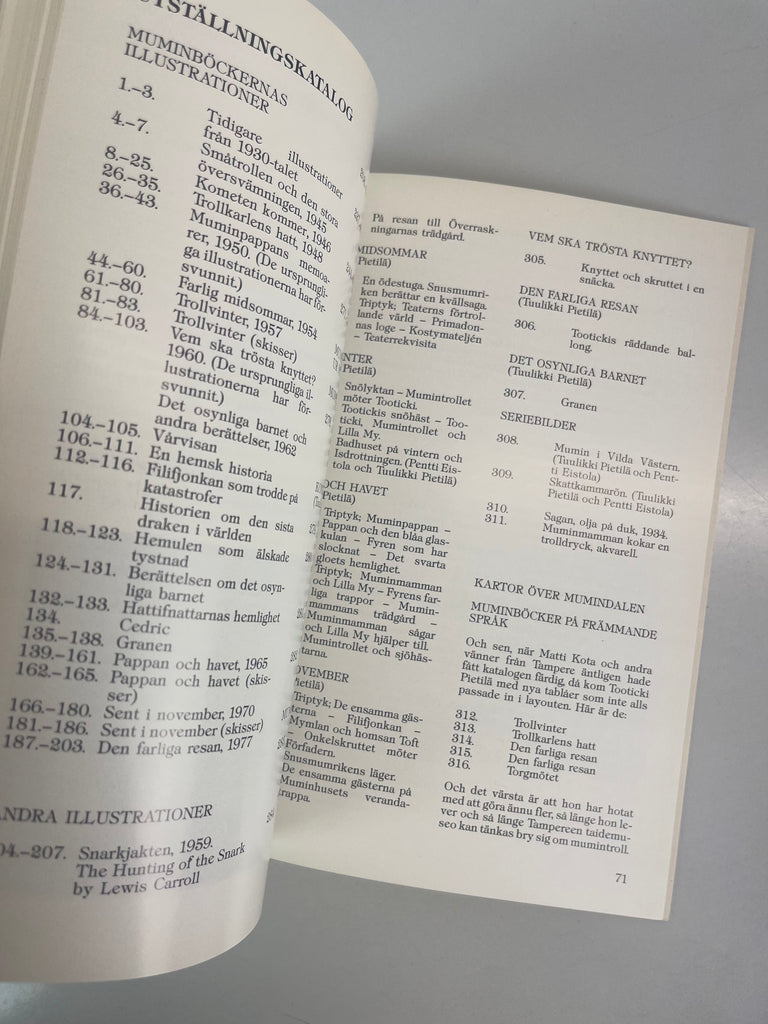 UTSTÄLLNINGSKATALOG
MUMINBÖCKERNAS
ILLUSTRATIONER
1.–3. Tidigare illustrationer
från 1930-talet
4.–7. Småtrollen och den stora
översvämningen, 1945
8.–25. Kometen kommer, 1946
26.–35. Trollkarlens hatt, 1948
36.–43. Muminpappans memoa-
rer, 1950. (De ursprungli-
ga illustrationerna har för-
svunnit.)
44.–60. Farlig midsommar, 1954
61.–80. Trollvinter, 1957
81.–83. Trollvinter (skisser)
84.–103. Vem ska trösta knyttet?
1960. (De ursprungliga il-
lustrationerna har för-
svunnit.)
Det osynliga barnet och
andra berättelser, 1962
104.–105. Vårvisan
106.–111. En hemsk historia
112.–116. Filifjonkan som trodde på
katastrofer
117. Historien om den sista
draken i världen
118.–123. Hemulen som älskade
tystnad
124.–131. Berättelsen om det osyn-
liga barnet
132.–133. Hattifnattarnas hemlighet
134. Cedric
135.–138. Granen
139.–161. Pappan och havet, 1965
162.–165. Pappan och havet (skis-
ser)
166.–180. Sent i november, 1970
181.–186. Sent i november (skisser)
187.–203. Den farliga resan, 1977
ANDRA ILLUSTRATIONER
04.–207. Snarkjakten, 1959.
The Hunting of the Snark
by Lewis Carroll
På resan till Överrask-
ningarnas trädgård.
MIDSOMMAR
Pietilä)
En ödestuga. Snusmumri-
ken berättar en kvällsaga.
Triptyk; Teaterns förtrol-
lande värld – Primadon-
nas loge – Kostymateljén
– Teaterrekvisita
INTER
Pietilä)
Snölyktan – Mumintrollet
möter Tooticki.
Tootickis snöhäst – Too-
ticki, Mumintrollet och
Lilla My.
Badhuset på vintern och
Isdrottningen. (Pentti Eis-
tola och Tuulikki Pietilä)
OCH HAVET
Pietilä)
Triptyk; Muminpappan –
Pappan och den blåa glas-
kulan – Fyren som har
slocknat – Det svarta
gloets hemlighet.
Triptyk; Muminmamman
och Lilla My – Fyrens far-
liga trappor – Mumin-
mammans trädgård –
Muminmamman sågar
och Lilla My hjälper till.
Mumintrollet och sjöhäs-
tarna.
OVEMBER
Pietilä)
Triptyk; De ensamma gäs-
terna – Filifjonkan –
Mymlan och homsan Toft
– Onkelskruttet möter
Förfadern.
Snusmumrikens läger.
De ensamma gästerna på
Muminhusets veranda-
trappa.
VEM SKA TRÖSTA KNYTTET?
305. Knyttet och skruttet i en
snäcka.
DEN FARLIGA RESAN
(Tuulikki Pietilä)
306. Tootickis räddande bal-
long.
DET OSYNLIGA BARNET
(Tuulikki Pietilä)
307. Granen
SERIEBILDER
308. Mumin i Vilda Västern.
(Tuulikki Pietilä och Pent-
ti Eistola)
309. Skattkammarön. (Tuulikki
Pietilä och Pentti Eistola)
310. Sagan, olja på duk, 1934.
311. Muminmamman kokar en
trolldryck, akvarell.
KARTOR ÖVER MUMINDALEN
MUMINBÖCKER PÅ FRÄMMANDE
SPRÅK
Och sen, när Matti Kota och andra
vänner från Tampere äntligen hade
fått katalogen färdig, då kom Tooticki
Pietilä med nya tablåer som inte alls
passade in i layouten. Här är de:
312. Trollvinter
313. Trollkarlens hatt
314. Den farliga resan
315. Den farliga resan
316. Torgmötet
Och det värsta är att hon har hotat
med att göra ännu fler, så länge hon le-
ver och så länge Tampereen taidemu-
seo kan tänkas bry sig om mumintroll.
71